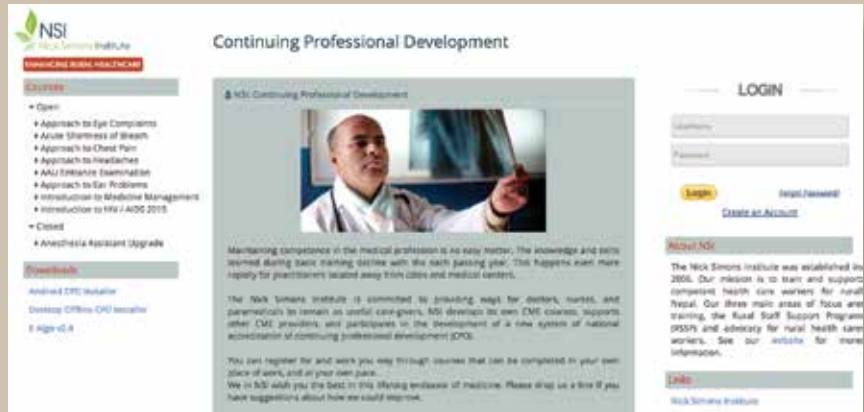 NSI
Nick Simons Institute
ENHANCING RURAL HEALTHCARE
Continuing Professional Development
Courses
Open
Approach to Eye Complaints
Acute Shortness of Breath
Approach to Chest Pain
Approach to Headaches
AAU Entrance Examination
Approach to Ear Problems
Introduction to Medicine Management
Introduction to HIV / AIDS 2015
Closed
Anesthesia Assistant Upgrade
Downloads
Android CPD Installer
Desktop Offline CPD Installer
E Algo v2.4
NSI: Continuing Professional Development
Maintaining competence in the medical profession is no easy matter. The knowledge and skills
learned during basic training decline with the each passing year. This happens even more
rapidly for practitioners located away from cities and medical centers.
The Nick Simons Institute is committed to providing ways for doctors, nurses, and
paramedicals to remain as useful care-givers. NSI develops its own CME courses, supports
other CME providers, and participates in the development of a new system of national
accreditation of continuing professional development (CPD).
You can register for and work you way through courses that can be completed in your own
place of work, and at your own pace.
We in NSI wish you the best in this lifelong endeavor of medicine. Please drop us a line if you
have suggestions about how we could improve.
LOGIN
Username
Password
Login
Forgot Password?
Create an Account
About NSI
The Nick Simons Institute was established in
2006. Our mission is to train and support
competent health care workers for rural
Nepal. Our three main areas of focus are
training, the Rural Staff Support Program
(RSSP) and advocacy for rural health care
workers. See our website for more
information.
Links
Nick Simons Institute